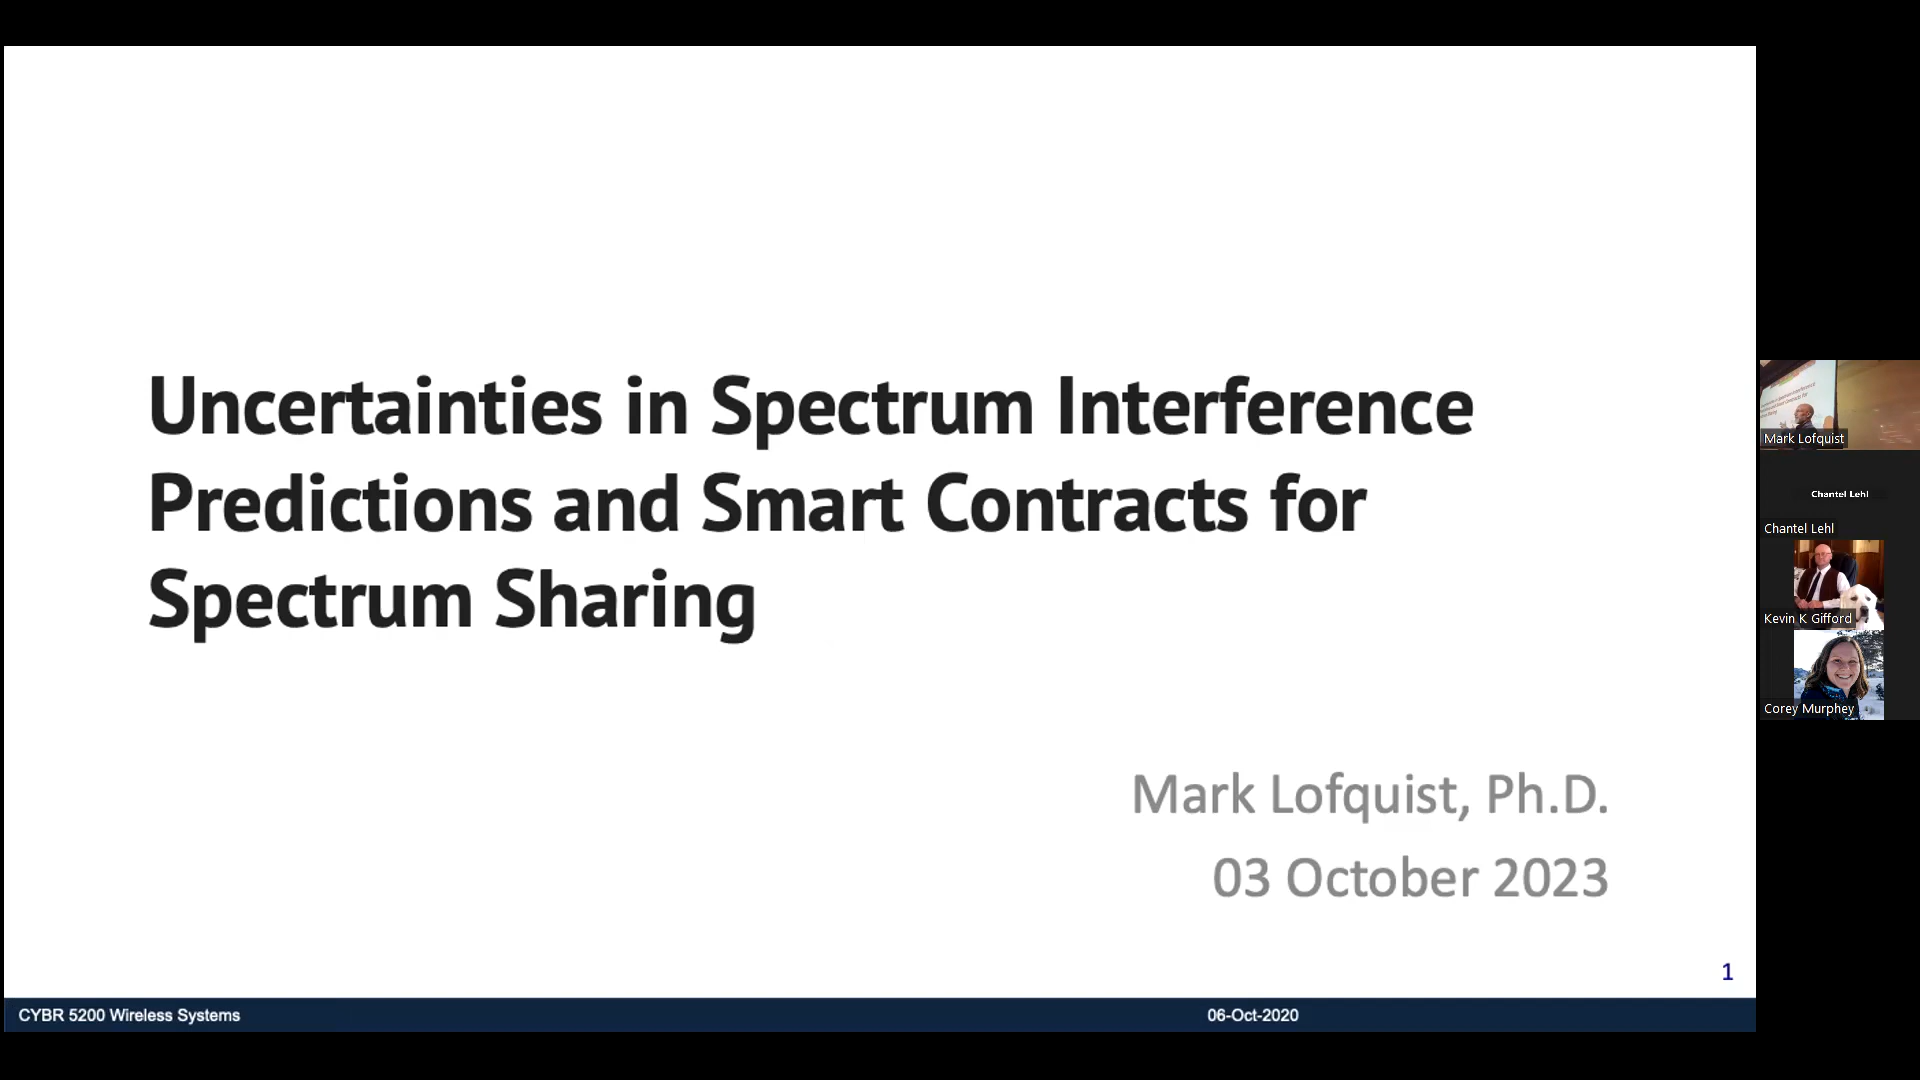 Uncertainties in Spectrum Interference
Predictions and Smart Contracts for
Spectrum Sharing
Mark Lofquist, Ph.D.
03 October 2023
1
CYBR 5200 Wireless Systems
06-Oct-2020
Mark Lofquist
Chantel Lehl
Chantel Lehl
Kevin K Gifford
Corey Murphey